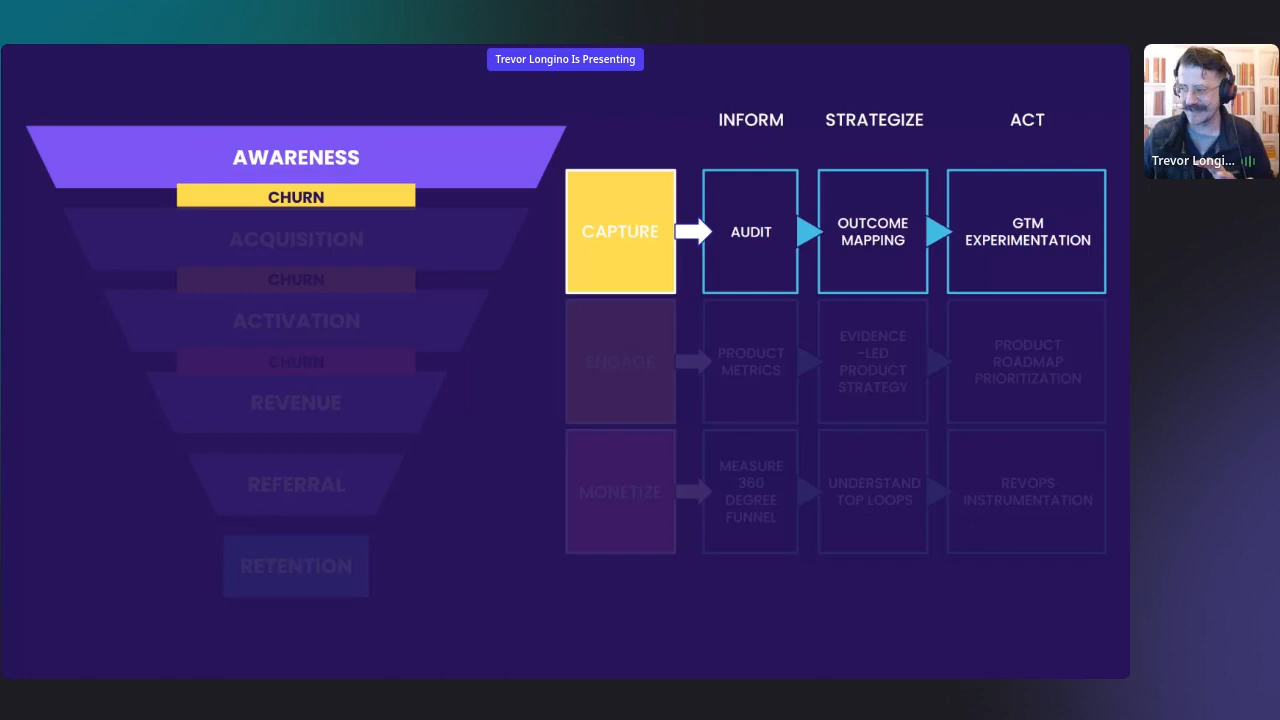 Trevor Longino Is Presenting
INFORM STRATEGIZE ACT
AWARENESS
CHURN
ACQUISITION
CHURN
ACTIVATION
CHURN
REVENUE
REFERRAL
RETENTION
CAPTURE
AUDIT
OUTCOME
MAPPING
GTM
EXPERIMENTATION
ENGAGE
PRODUCT
METRICS
EVIDENCE
-LED
PRODUCT
STRATEGY
PRODUCT
ROADMAP
PRIORITIZATION
MONETIZE
MEASURE
360
DEGREE
FUNNEL
UNDERSTAND
TOP LOOPS
REVOPS
INSTRUMENTATION
Trevor Longi...